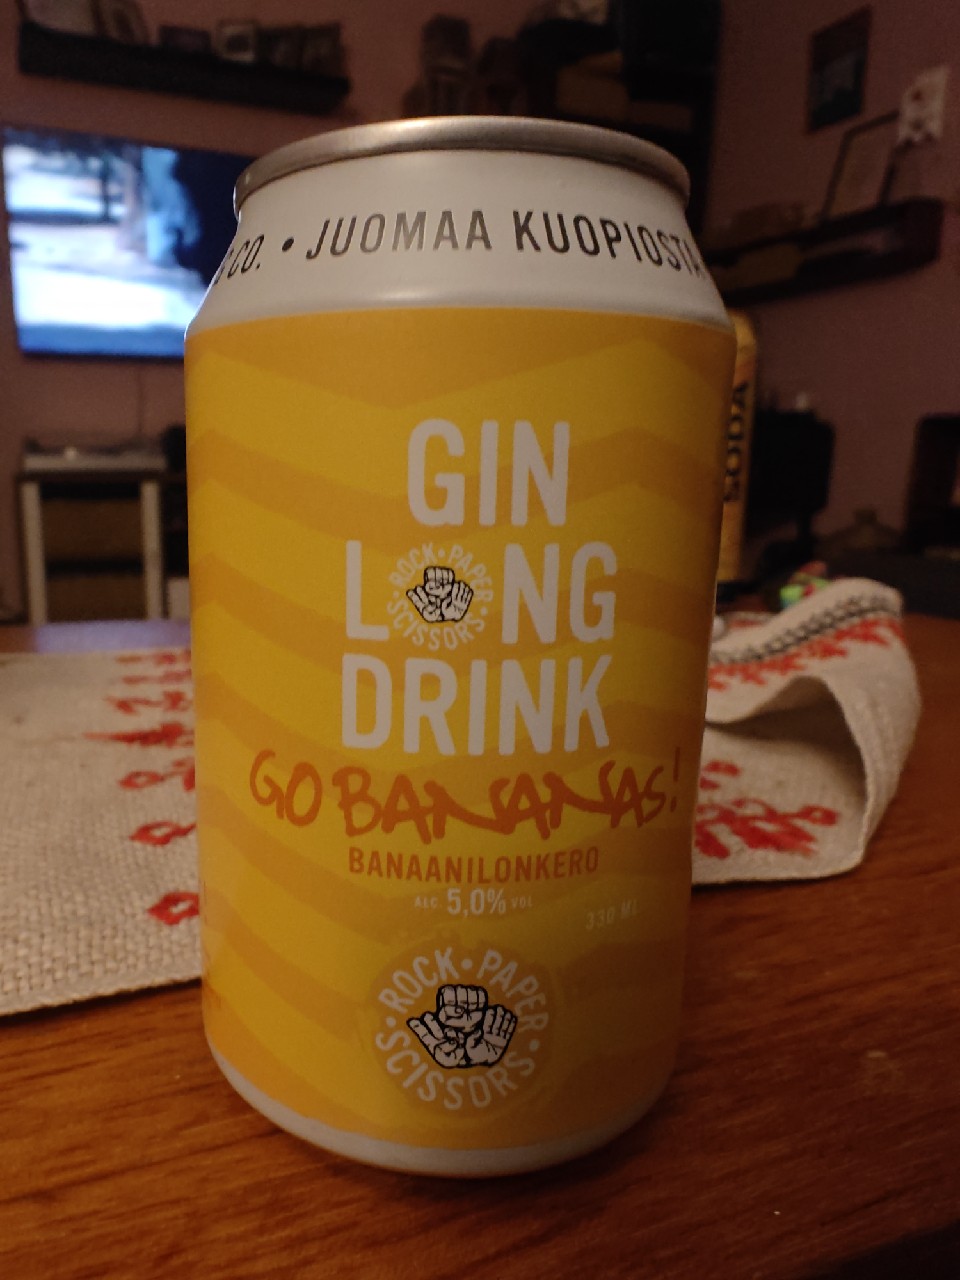 CO. • JUOMAA KUOPIOSTA
GIN
LONG
ROCK • PAPER • SCISSORS •
DRINK
GO BANANAS!
BANAANILONKERO
ALC. 5,0% VOL
330 ML
ROCK • PAPER • SCISSORS •
SODA